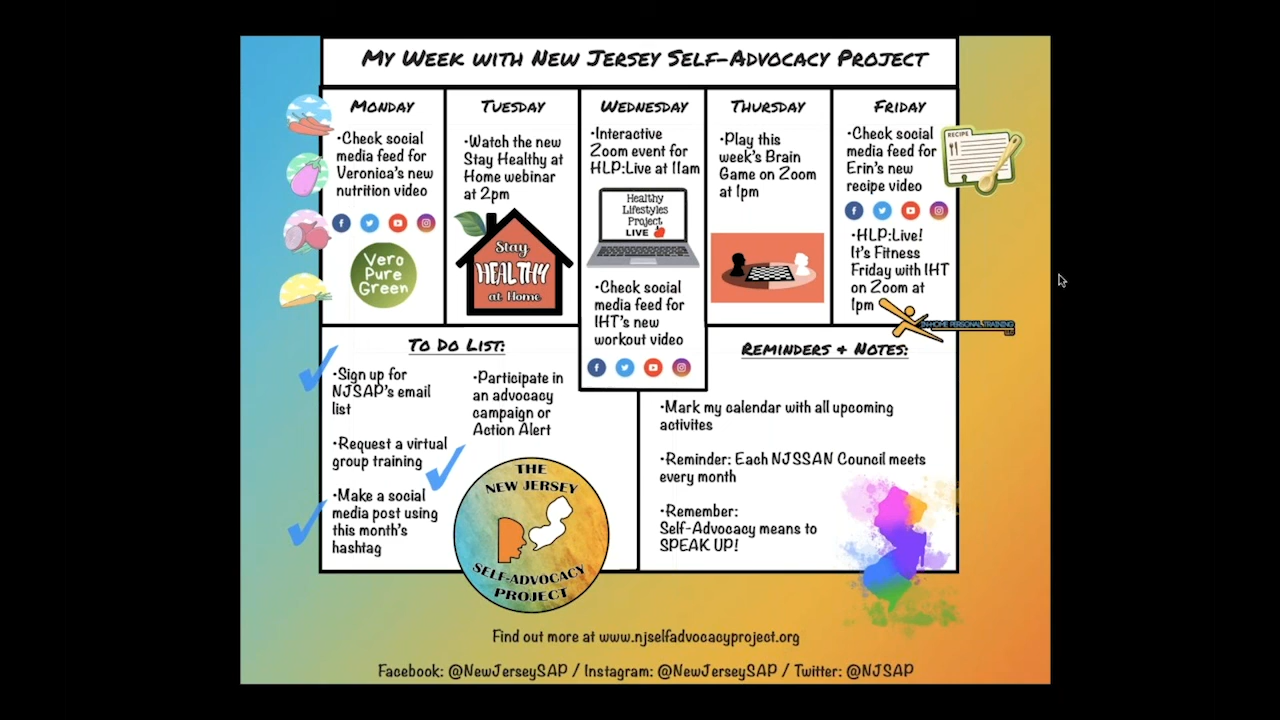 My Week with New Jersey Self-Advocacy Project
Monday
•Check social
media feed for
Veronica's new
nutrition video
Vero
Pure
Green
Tuesday
•Watch the new
Stay Healthy at
Home webinar
at 2pm
Stay
HEALTHY
at Home
Wednesday
•Interactive
Zoom event for
HLP:Live at 11am
Healthy
Lifestyles
Project
LIVE
•Check social
media feed for
IHT's new
workout video
Thursday
•Play this
week's Brain
Game on Zoom
at 1pm
Friday
•Check social
media feed for
Erin's new
recipe video
RECIPE
•HLP:Live!
It's Fitness
Friday with IHT
on Zoom at
1pm
IN-HOME PERSONAL TRAINING
To Do List:
•Sign up for
NJSAP's email
list
•Request a virtual
group training
•Make a social
media post using
this month's
hashtag
•Participate in
an advocacy
campaign or
Action Alert
THE
NEW JERSEY
SELF-ADVOCACY
PROJECT
Reminders & Notes:
•Mark my calendar with all upcoming
activites
•Reminder: Each NJSSAN Council meets
every month
•Remember:
Self-Advocacy means to
SPEAK UP!
Find out more at www.njselfadvocacyproject.org
Facebook: @NewJerseySAP / Instagram: @NewJerseySAP / Twitter: @NJSAP